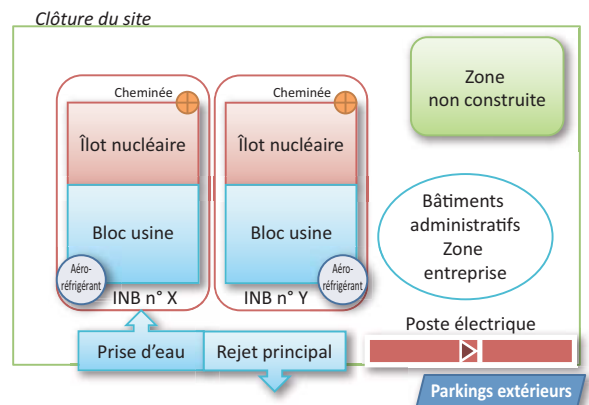 Clôture du site
Cheminée
Cheminée
Zone
non construite
Îlot nucléaire
Îlot nucléaire
Bâtiments
administratifs
Zone
entreprise
Bloc usine
Bloc usine
Aéro-
réfrigérant
Aéro-
réfrigérant
INB n° X
INB n° Y
Poste électrique
Prise d'eau
Rejet principal
Parkings extérieurs